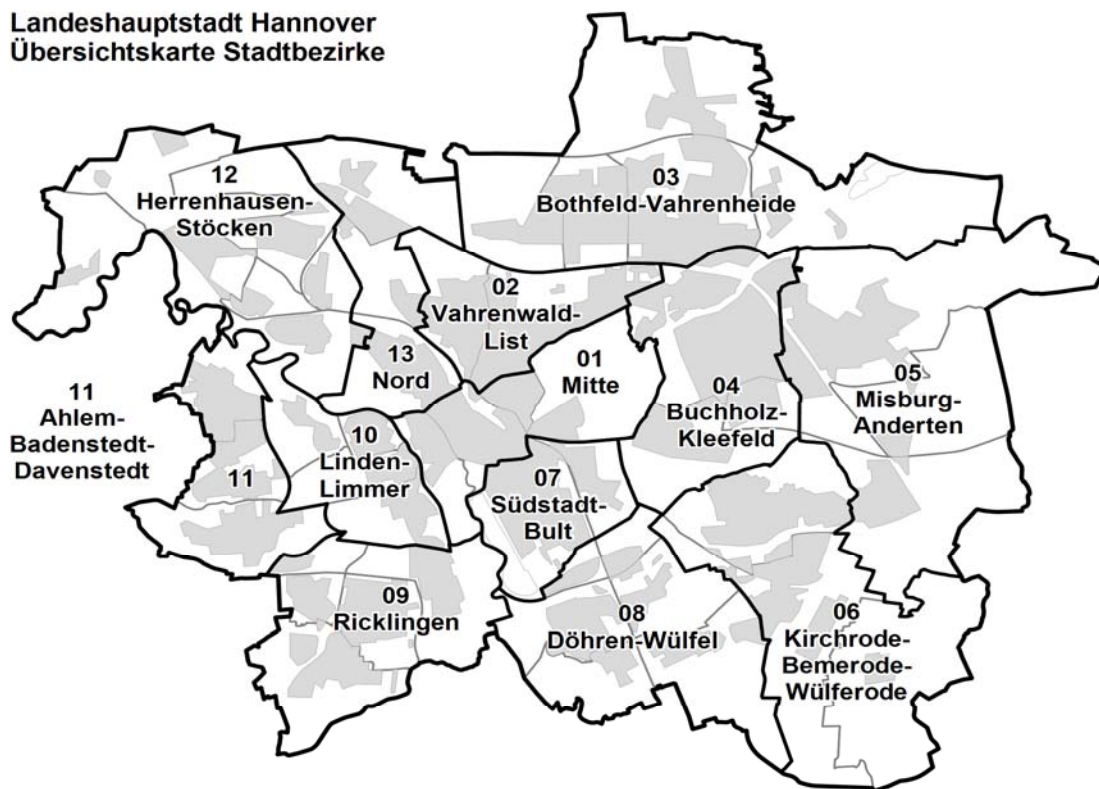 Landeshauptstadt Hannover
Übersichtskarte Stadtbezirke
12
Herrenhausen-
Stöcken
03
Bothfeld-Vahrenheide
02
Vahrenwald-
List
13
Nord
01
Mitte
04
Buchholz-
Kleefeld
05
Misburg-
Anderten
11
Ahlem-
Badenstedt-
Davenstedt
11
10
Linden-
Limmer
07
Südstadt-
Bult
09
Ricklingen
08
Döhren-Wülfel
06
Kirchrode-
Bemerode-
Wülferode